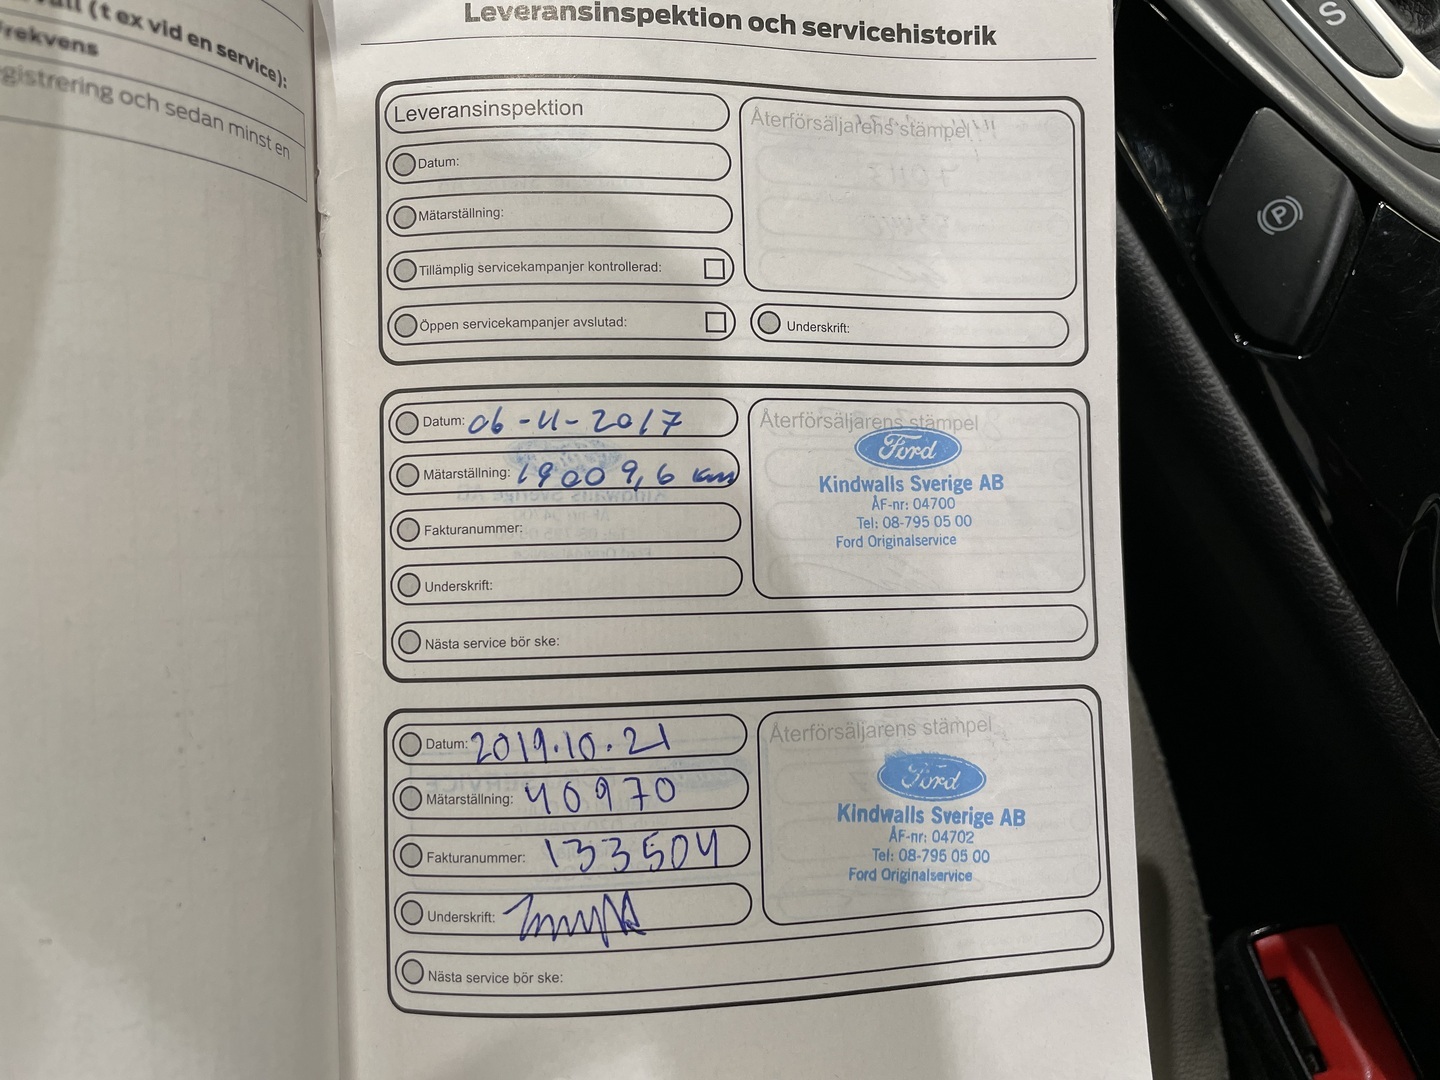 vall (t ex vid en service):
Frekvens
egistrering och sedan minst en
Leveransinspektion och servicehistorik
Leveransinspektion
Återförsäljarens stämpel
Datum:
Mätarställning:
Tillämplig servicekampanjer kontrollerad:
Öppen servicekampanjer avslutad:
Underskrift:
Datum: 06-11-2017
Återförsäljarens stämpel
Mätarställning: 19009,6 km
Fakturanummer:
Underskrift:
Ford
Kindwalls Sverige AB
ÅF-nr: 04700
Tel: 08-795 05 00
Ford Originalservice
Nästa service bör ske:
Datum: 2019.10.21
Återförsäljarens stämpel
Mätarställning: 40970
Fakturanummer: 133504
Underskrift:
Ford
Kindwalls Sverige AB
ÅF-nr: 04702
Tel: 08-795 05 00
Ford Originalservice
Nästa service bör ske:
S
P